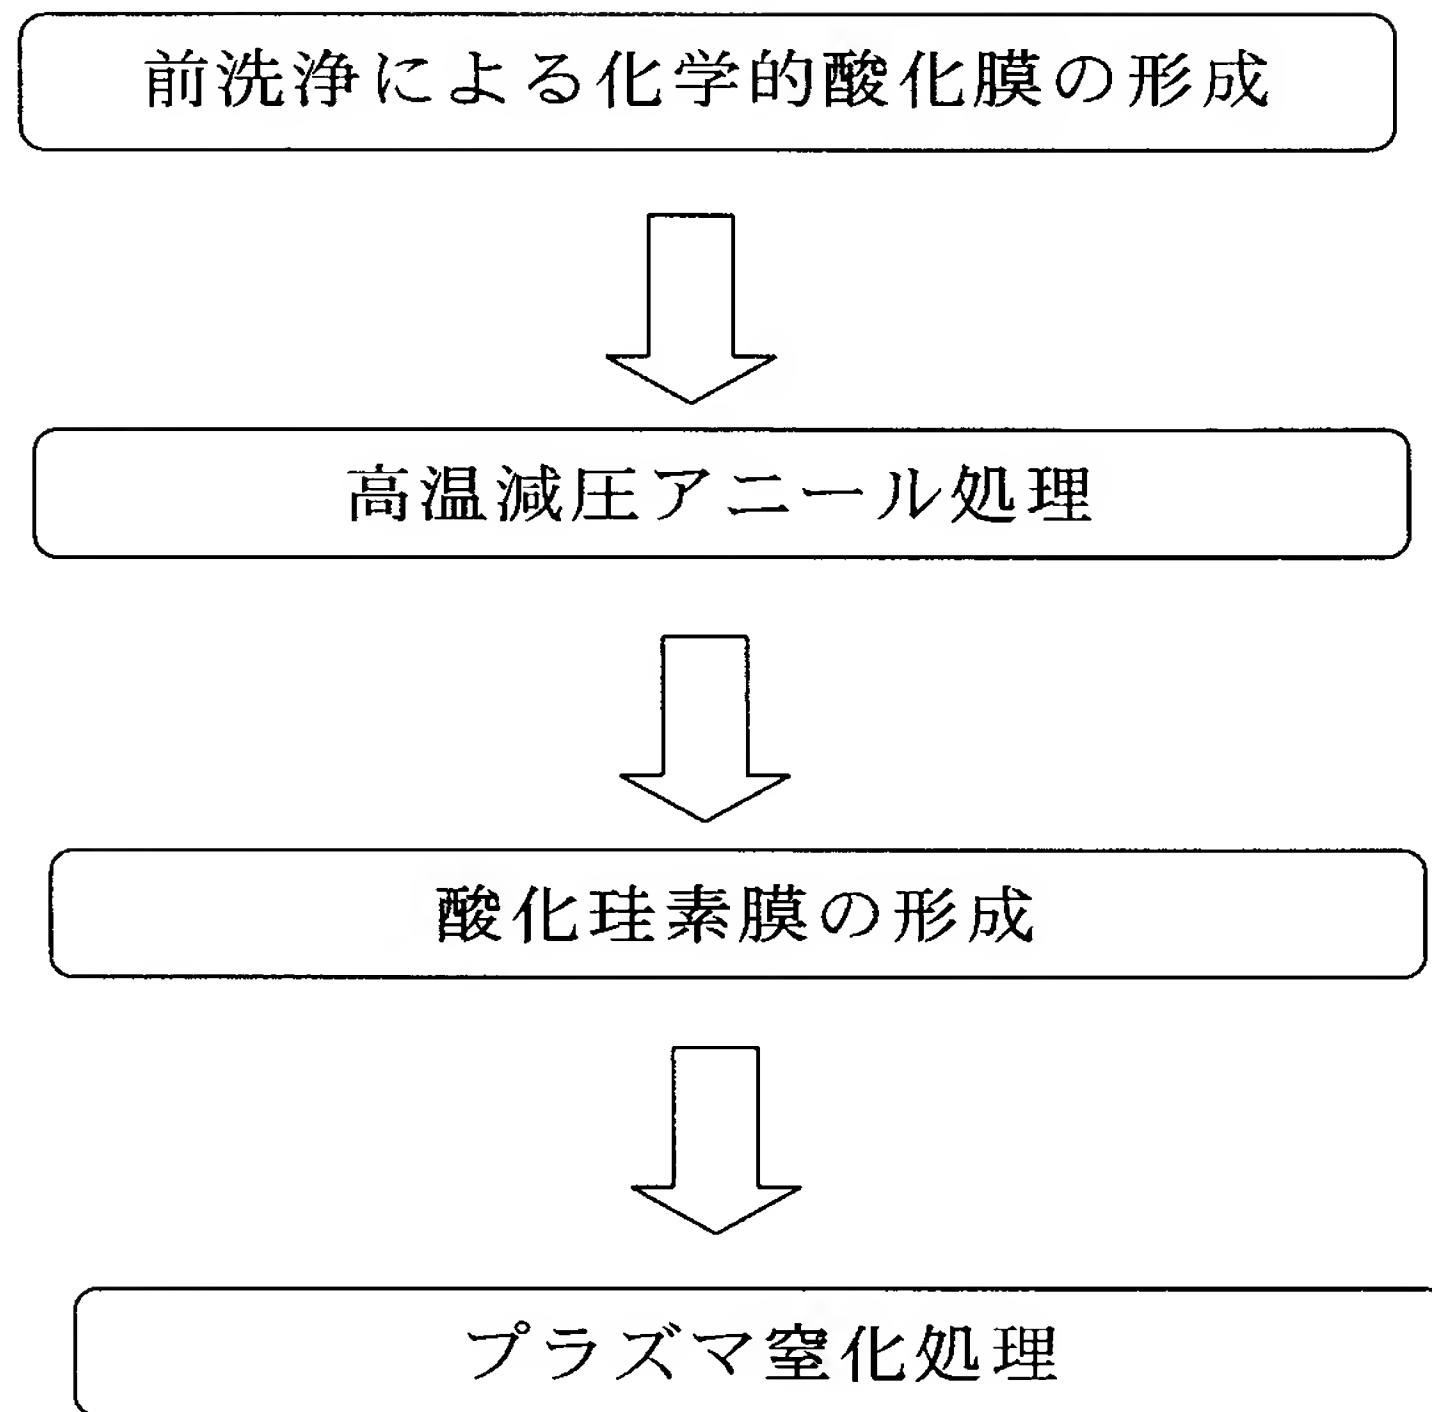 前洗浄による化学的酸化膜の形成
高温減圧アニール処理
酸化珪素膜の形成
プラズマ窒化処理